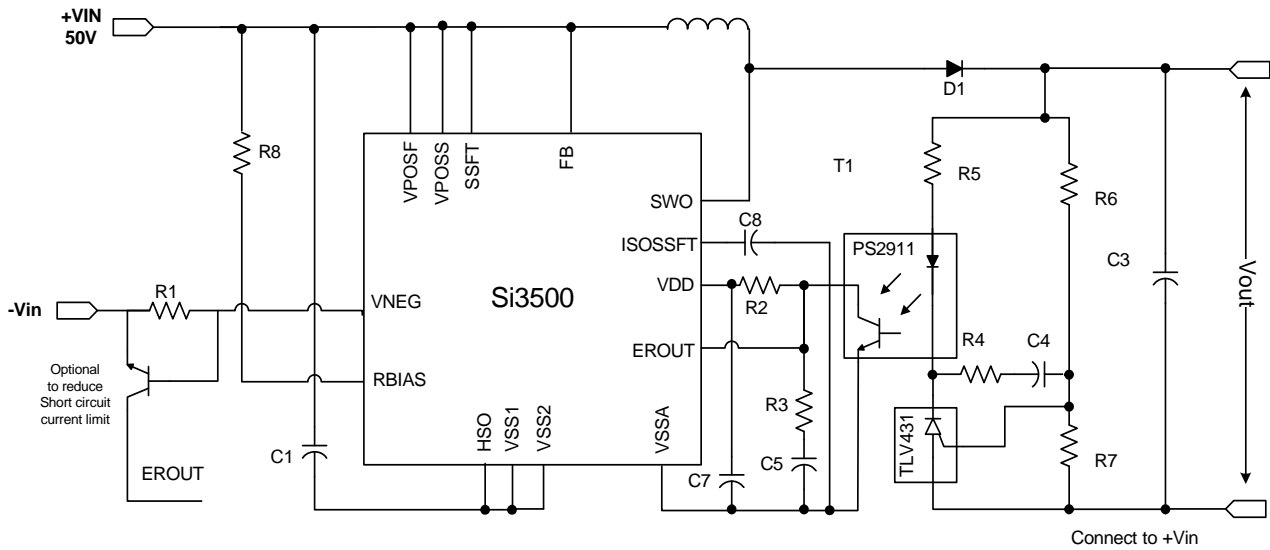 +VIN
50V
R8
VPOSF
VPOSS
SSFT
FB
D1
T1
R5
R6
SWO
C8
ISOSSFT
PS2911
VDD
R2
C3
Vout
Si3500
-Vin
R1
VNEG
EROUT
R4
C4
Optional
to reduce
Short circuit
current limit
RBIAS
R3
TLV431
R7
C1
HSO
VSS1
VSS2
VSSA
C7
C5
EROUT
Connect to +Vin